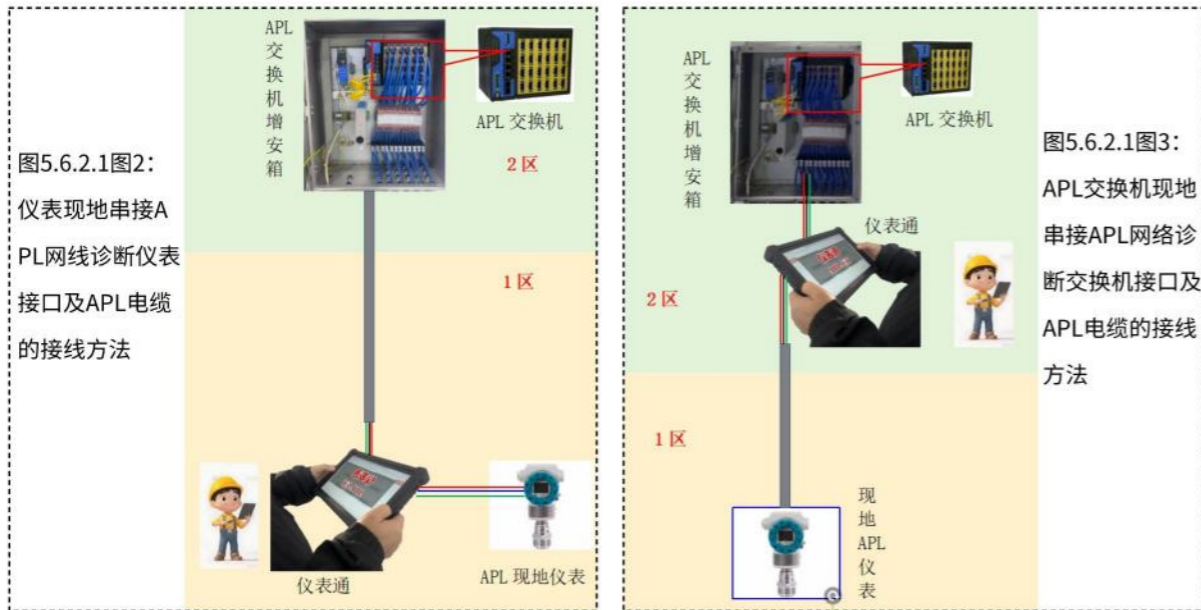 图5.6.2.1图2：
仪表现地串接A
PL网线诊断仪表
接口及APL电缆
的接线方法
APL
交
换
机
增
安
箱
APL 交换机
2 区
1 区
仪表通
APL 现地仪表
APL
交
换
机
增
安
箱
APL 交换机
仪表通
2 区
1 区
现
地
APL
仪
表
图5.6.2.1图3：
APL交换机现地
串接APL网络诊
断交换机接口及
APL电缆的接线
方法